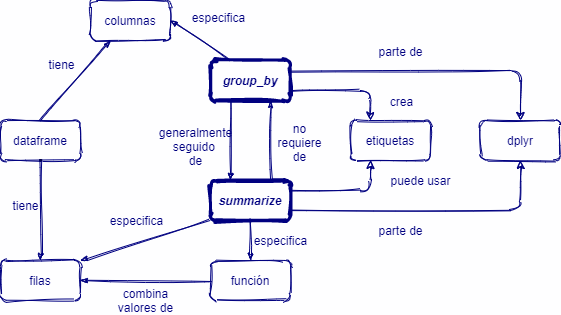 columnas
especifica
tiene
group_by
parte de
crea
dataframe
generalmente
seguido
de
no
requiere
de
etiquetas
dplyr
tiene
summarize
puede usar
especifica
especifica
parte de
filas
función
combina
valores de